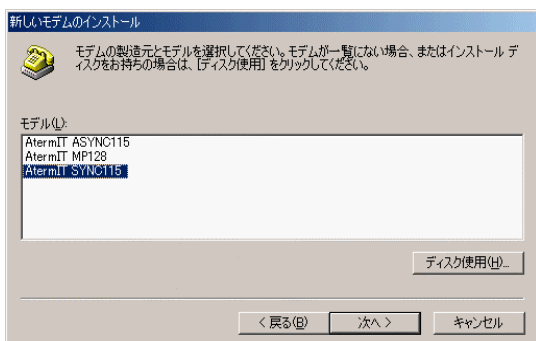 新しいモデムのインストール
モデムの製造元とモデルを選択してください。モデムが一覧にない場合、またはインストール デ
ィスクをお持ちの場合は、[ディスク使用] をクリックしてください。
モデル(L):
AtermIT ASYNC115
AtermIT MP128
AtermIT SYNC115
ディスク使用(H)...
< 戻る(B)
次へ >
キャンセル